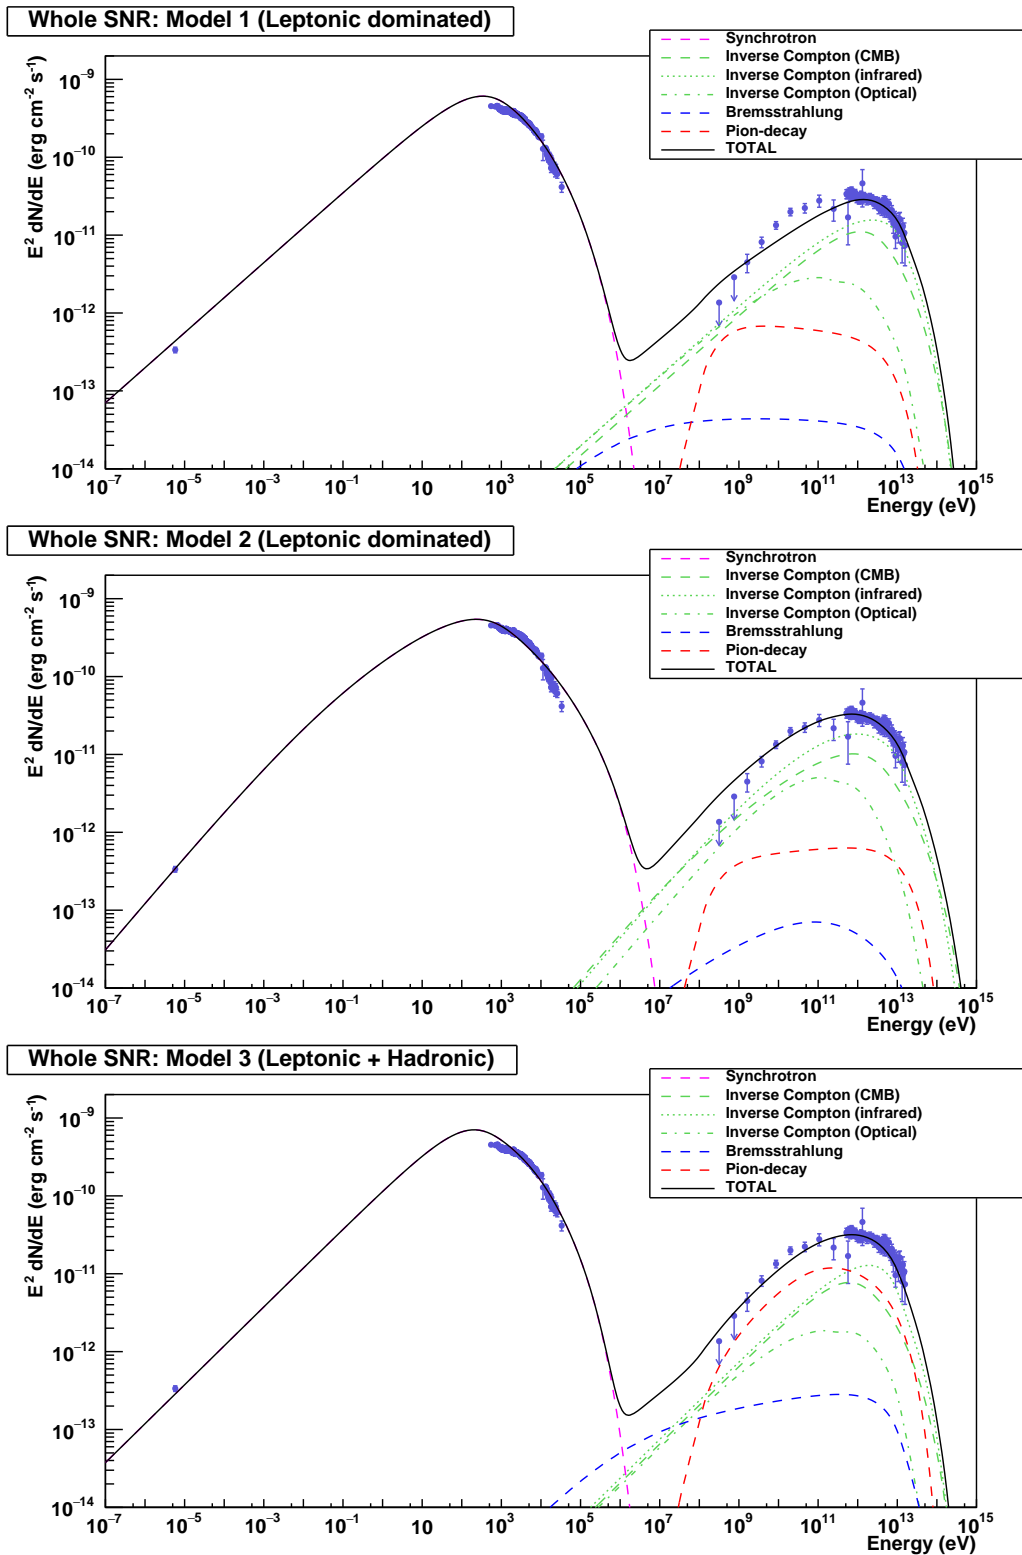 Whole SNR: Model 1 (Leptonic dominated)
Synchrotron
Inverse Compton (CMB)
Inverse Compton (infrared)
Inverse Compton (Optical)
Bremsstrahlung
Pion-decay
TOTAL
E² dN/dE (erg cm⁻² s⁻¹)
10⁻⁹
10⁻¹⁰
10⁻¹¹
10⁻¹²
10⁻¹³
10⁻¹⁴
10⁻⁷ 10⁻⁵ 10⁻³ 10⁻¹ 10 10³ 10⁵ 10⁷ 10⁹ 10¹¹ 10¹³ 10¹⁵
Energy (eV)
Whole SNR: Model 2 (Leptonic dominated)
Synchrotron
Inverse Compton (CMB)
Inverse Compton (infrared)
Inverse Compton (Optical)
Bremsstrahlung
Pion-decay
TOTAL
E² dN/dE (erg cm⁻² s⁻¹)
10⁻⁹
10⁻¹⁰
10⁻¹¹
10⁻¹²
10⁻¹³
10⁻¹⁴
10⁻⁷ 10⁻⁵ 10⁻³ 10⁻¹ 10 10³ 10⁵ 10⁷ 10⁹ 10¹¹ 10¹³ 10¹⁵
Energy (eV)
Whole SNR: Model 3 (Leptonic + Hadronic)
Synchrotron
Inverse Compton (CMB)
Inverse Compton (infrared)
Inverse Compton (Optical)
Bremsstrahlung
Pion-decay
TOTAL
E² dN/dE (erg cm⁻² s⁻¹)
10⁻⁹
10⁻¹⁰
10⁻¹¹
10⁻¹²
10⁻¹³
10⁻¹⁴
10⁻⁷ 10⁻⁵ 10⁻³ 10⁻¹ 10 10³ 10⁵ 10⁷ 10⁹ 10¹¹ 10¹³ 10¹⁵
Energy (eV)